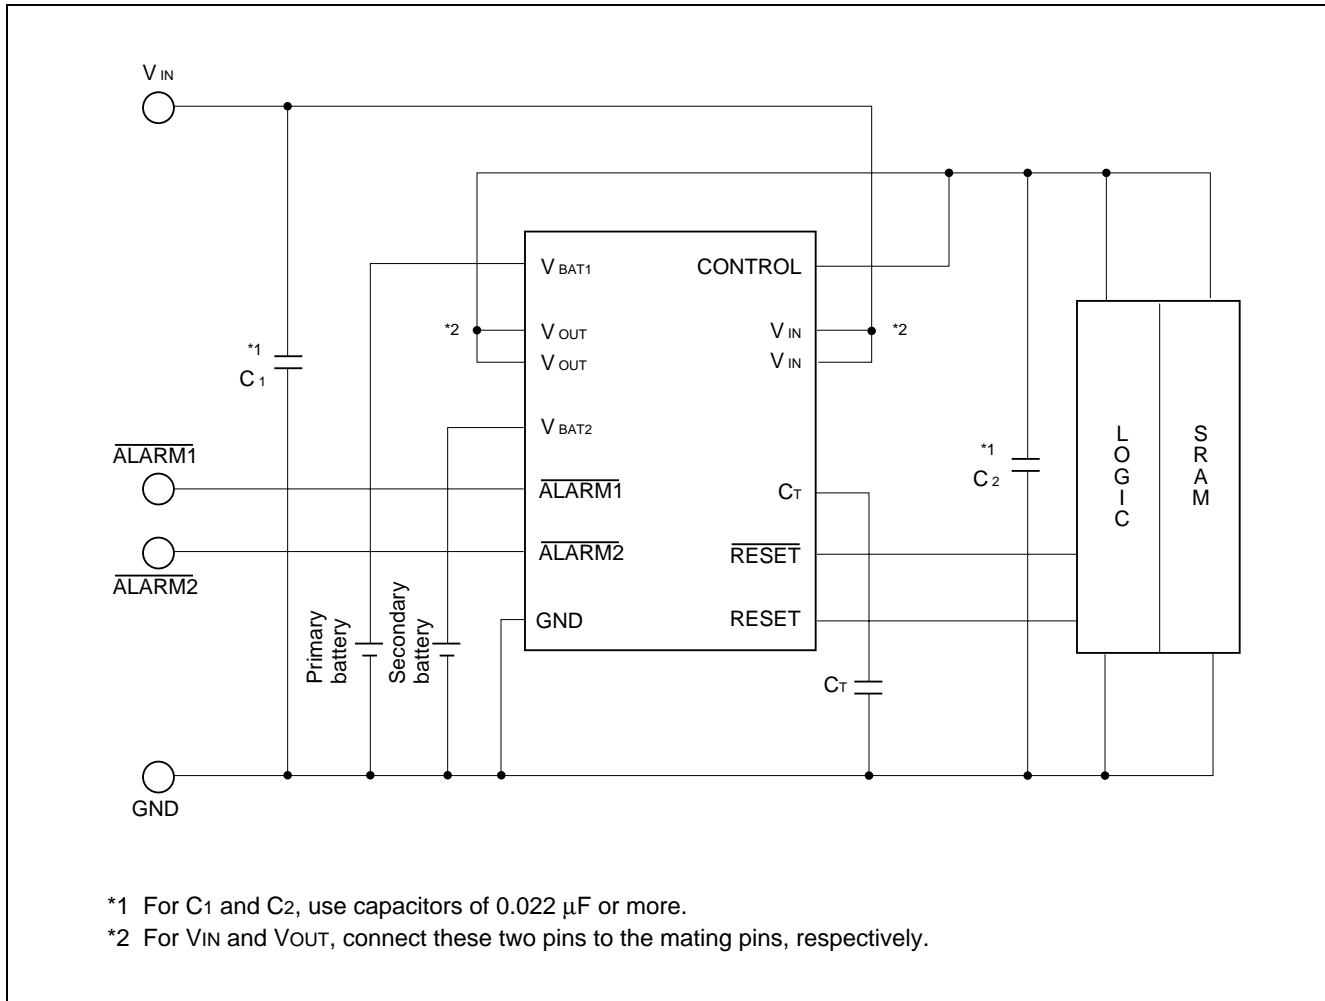 VIN
VBAT1
CONTROL
*2
VOUT
VIN
*2
VOUT
VIN
*1
C1
VBAT2
ALARM1
ALARM1
CT
*1
C2
LOGIC
SRAM
ALARM2
ALARM2
RESET
GND
RESET
Primary
battery
Secondary
battery
CT
GND
*1 For C1 and C2, use capacitors of 0.022 μF or more.
*2 For VIN and VOUT, connect these two pins to the mating pins, respectively.